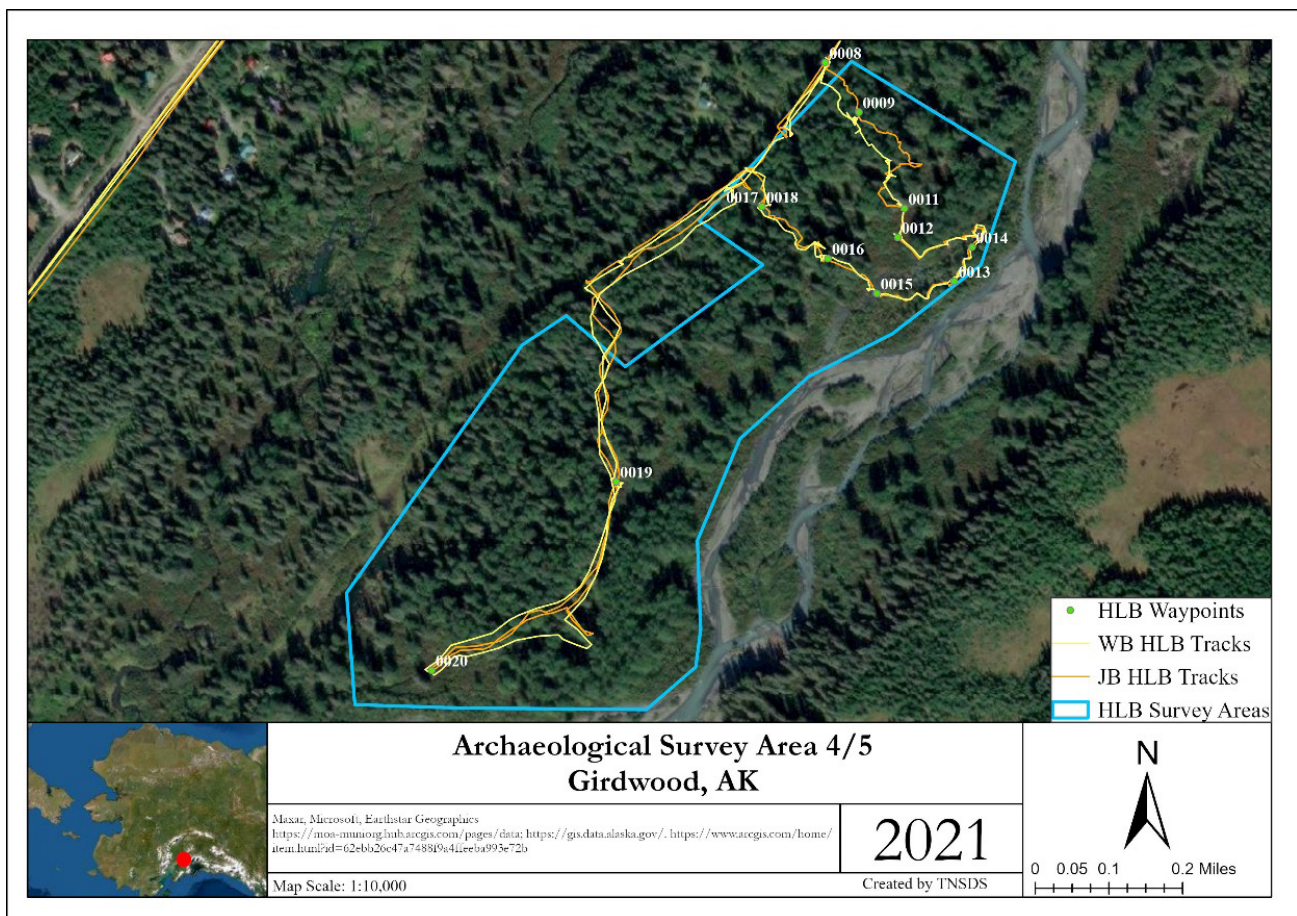 0008
0009
0011
0017 0018
0012
0014
0016
0013
0015
0019
0020
HLB Waypoints
WB HLB Tracks
JB HLB Tracks
HLB Survey Areas
Archaeological Survey Area 4/5
Girdwood, AK
Maxar, Microsoft, Earthstar Geographics
https://moa-muniorg.hub.arcgis.com/pages/data; https://gis.data.alaska.gov/. https://www.arcgis.com/home/
item.html?id=62ebb26c47a7488f9a4ffeeba993e72b
Map Scale: 1:10,000
2021
Created by TNSDS
N
0 0.05 0.1 0.2 Miles